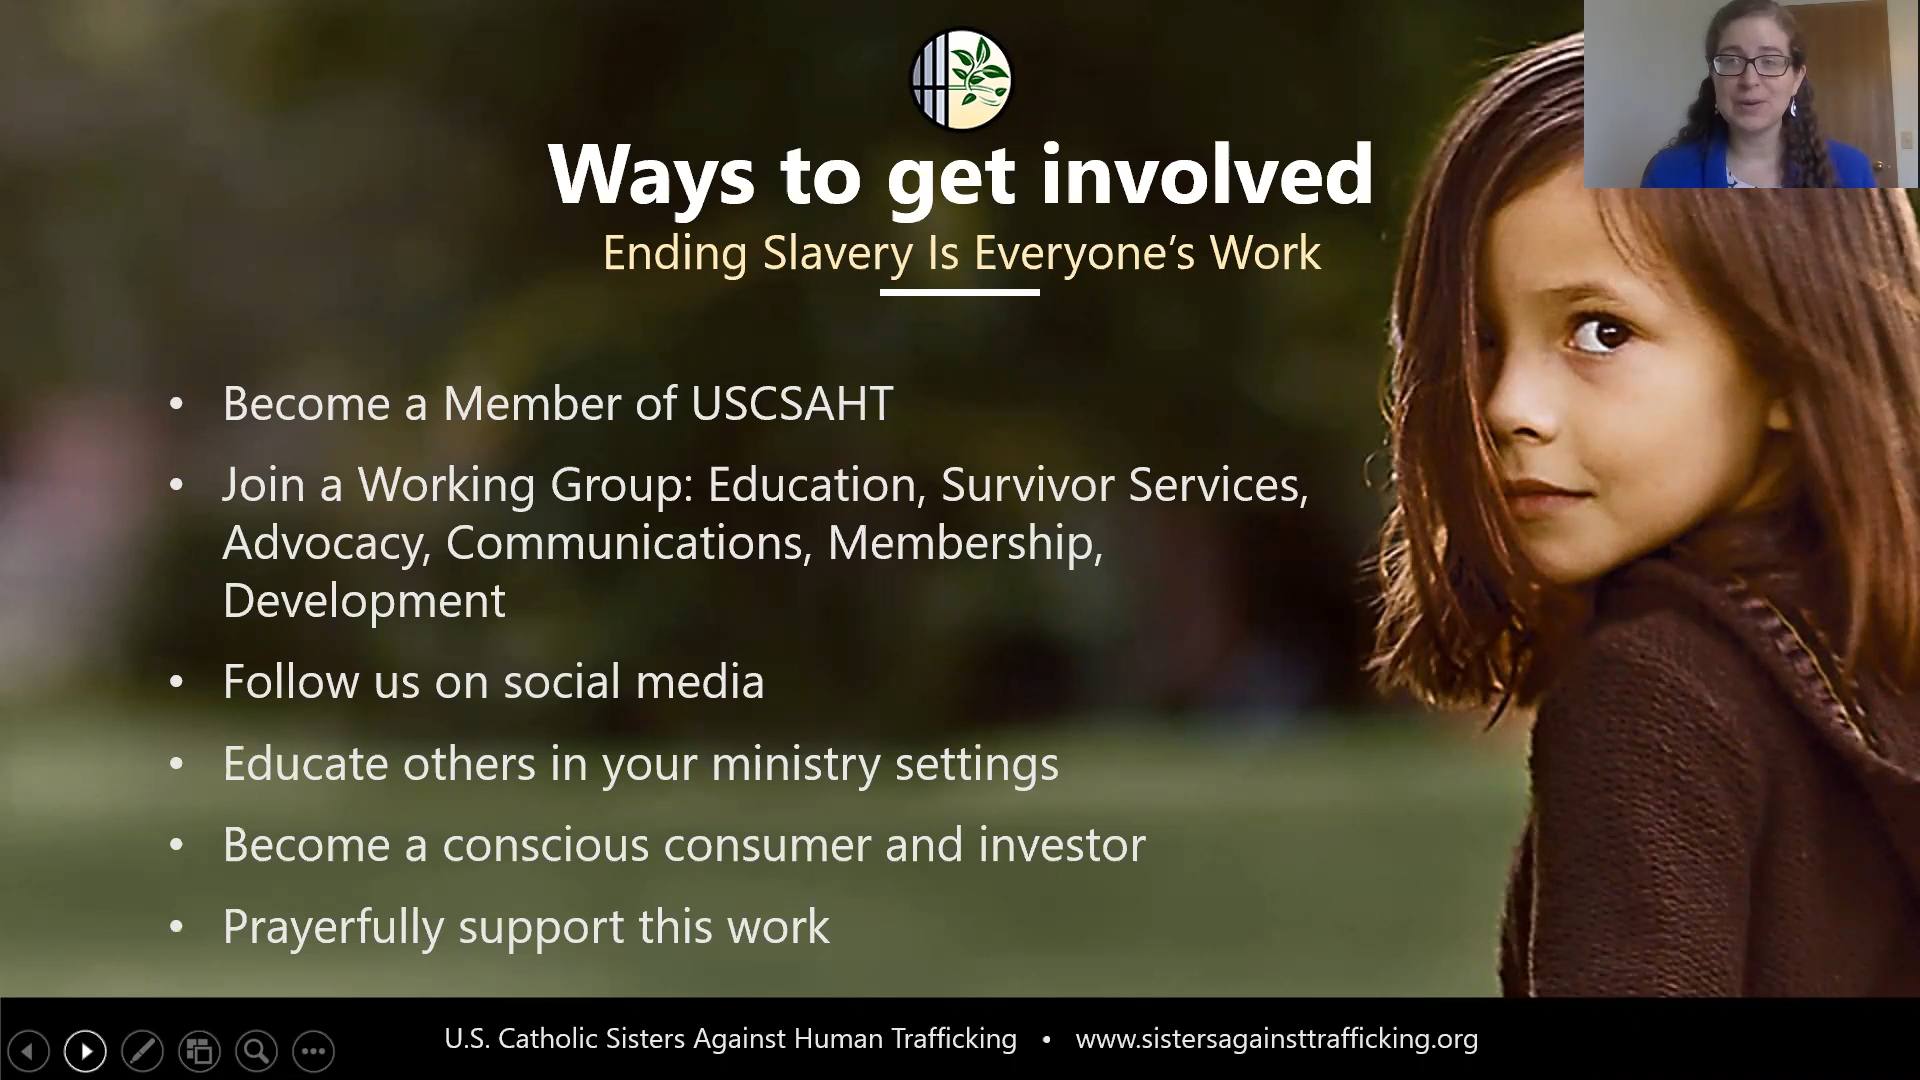 Ways to get involved
Ending Slavery Is Everyone’s Work
• Become a Member of USCSAHT
• Join a Working Group: Education, Survivor Services,
Advocacy, Communications, Membership,
Development
• Follow us on social media
• Educate others in your ministry settings
• Become a conscious consumer and investor
• Prayerfully support this work
U.S. Catholic Sisters Against Human Trafficking • www.sistersagainsttrafficking.org